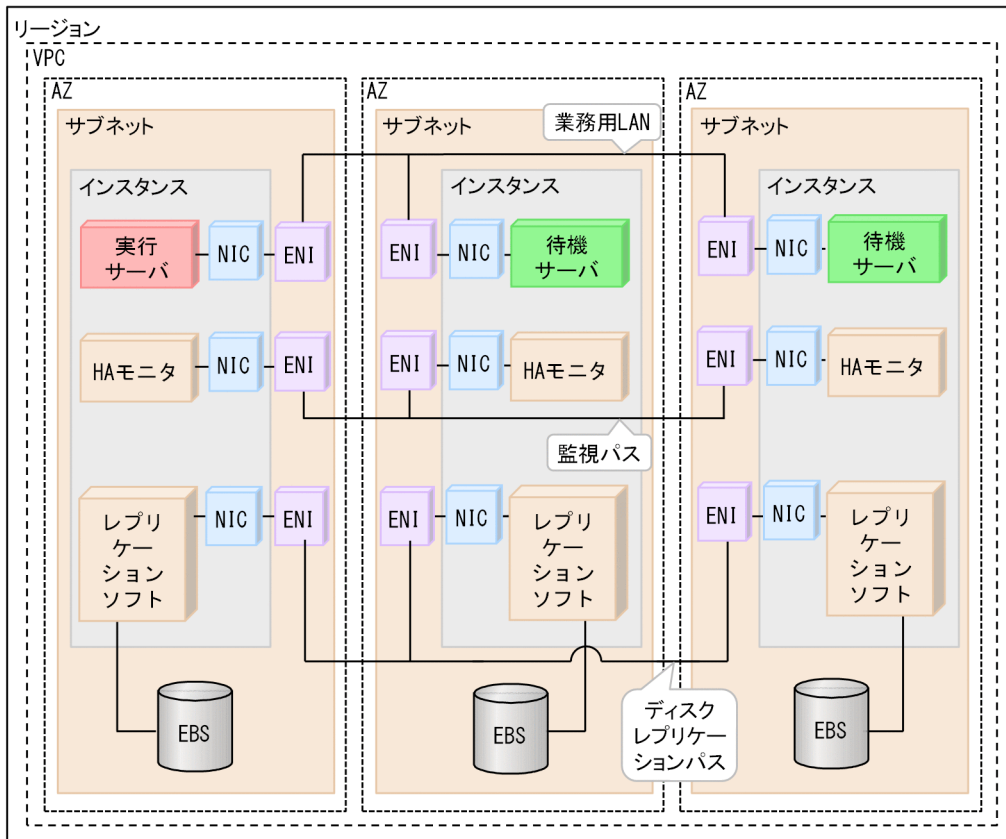 リージョン
VPC
AZ
サブネット
インスタンス
実行
サーバ
NIC
ENI
HAモニタ
NIC
ENI
レプリ
ケー
ション
ソフト
NIC
ENI
EBS
AZ
サブネット
インスタンス
ENI
NIC
待機
サーバ
ENI
NIC
HAモニタ
ENI
NIC
レプリ
ケー
ション
ソフト
EBS
AZ
サブネット
インスタンス
ENI
NIC
待機
サーバ
ENI
NIC
HAモニタ
ENI
NIC
レプリ
ケー
ション
ソフト
EBS
業務用LAN
監視パス
ディスク
レプリケー
ションパス